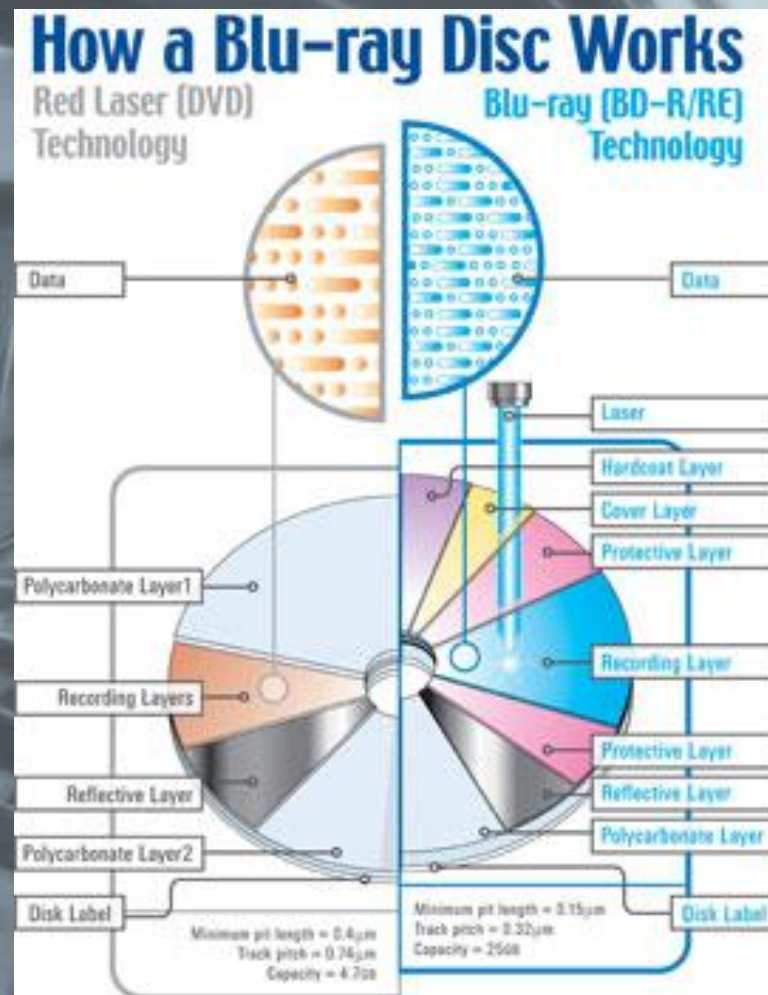 How a Blu-ray Disc Works
Red Laser (DVD)
Technology
Blu-ray (BD-R/RE)
Technology
Data
Data
Laser
Hardcoat Layer
Cover Layer
Protective Layer
Polycarbonate Layer1
Recording Layer
Recording Layers
Protective Layer
Reflective Layer
Reflective Layer
Polycarbonate Layer
Polycarbonate Layer2
Disk Label
Disk Label
Minimum pit length = 0.4µm
Track pitch = 0.74µm
Capacity = 4.7GB
Minimum pit length = 0.15µm
Track pitch = 0.32µm
Capacity = 25GB